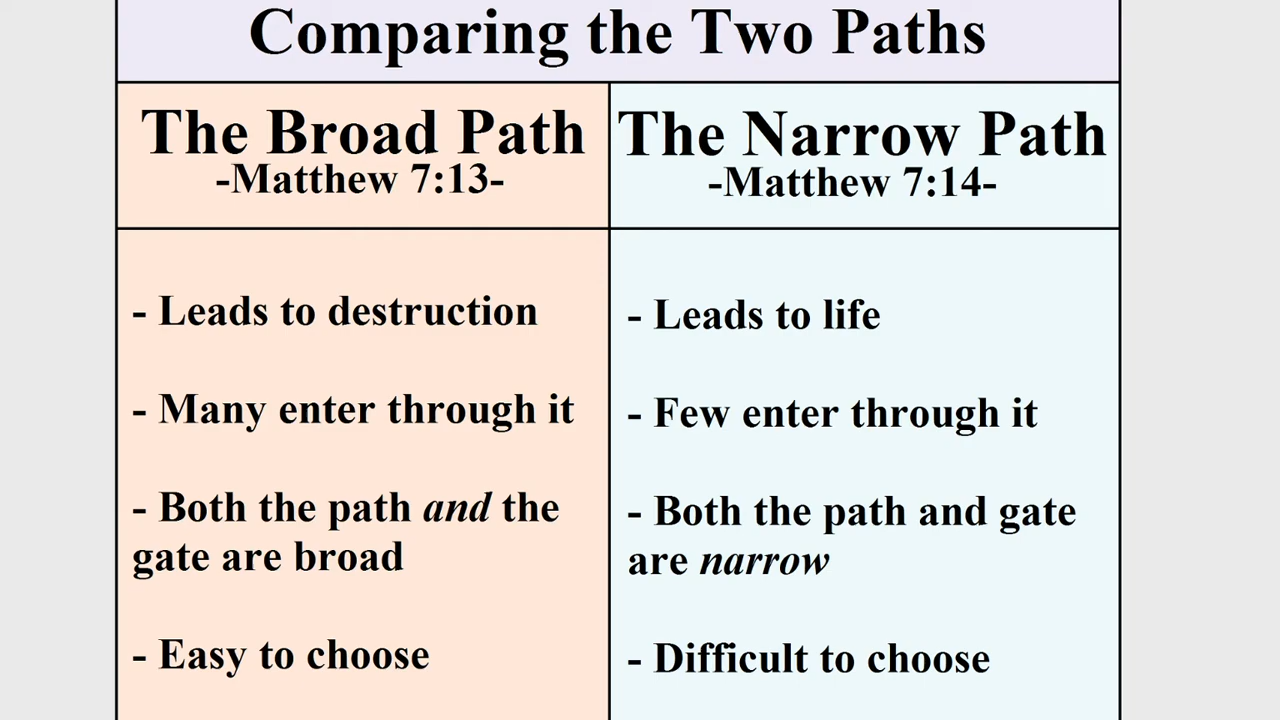 Comparing the Two Paths
The Broad Path
-Matthew 7:13-
- Leads to destruction
- Many enter through it
- Both the path and the
gate are broad
- Easy to choose
The Narrow Path
-Matthew 7:14-
- Leads to life
- Few enter through it
- Both the path and gate
are narrow
- Difficult to choose